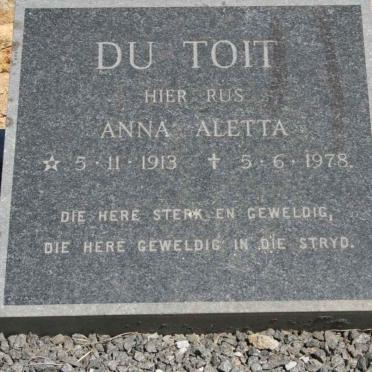 DU TOIT
HIER RUS
ANNA ALETTA
☆ 5·11·1913 ✝ 5·6·1978.
DIE HERE STERK EN GEWELDIG,
DIE HERE GEWELDIG IN DIE STRYD.